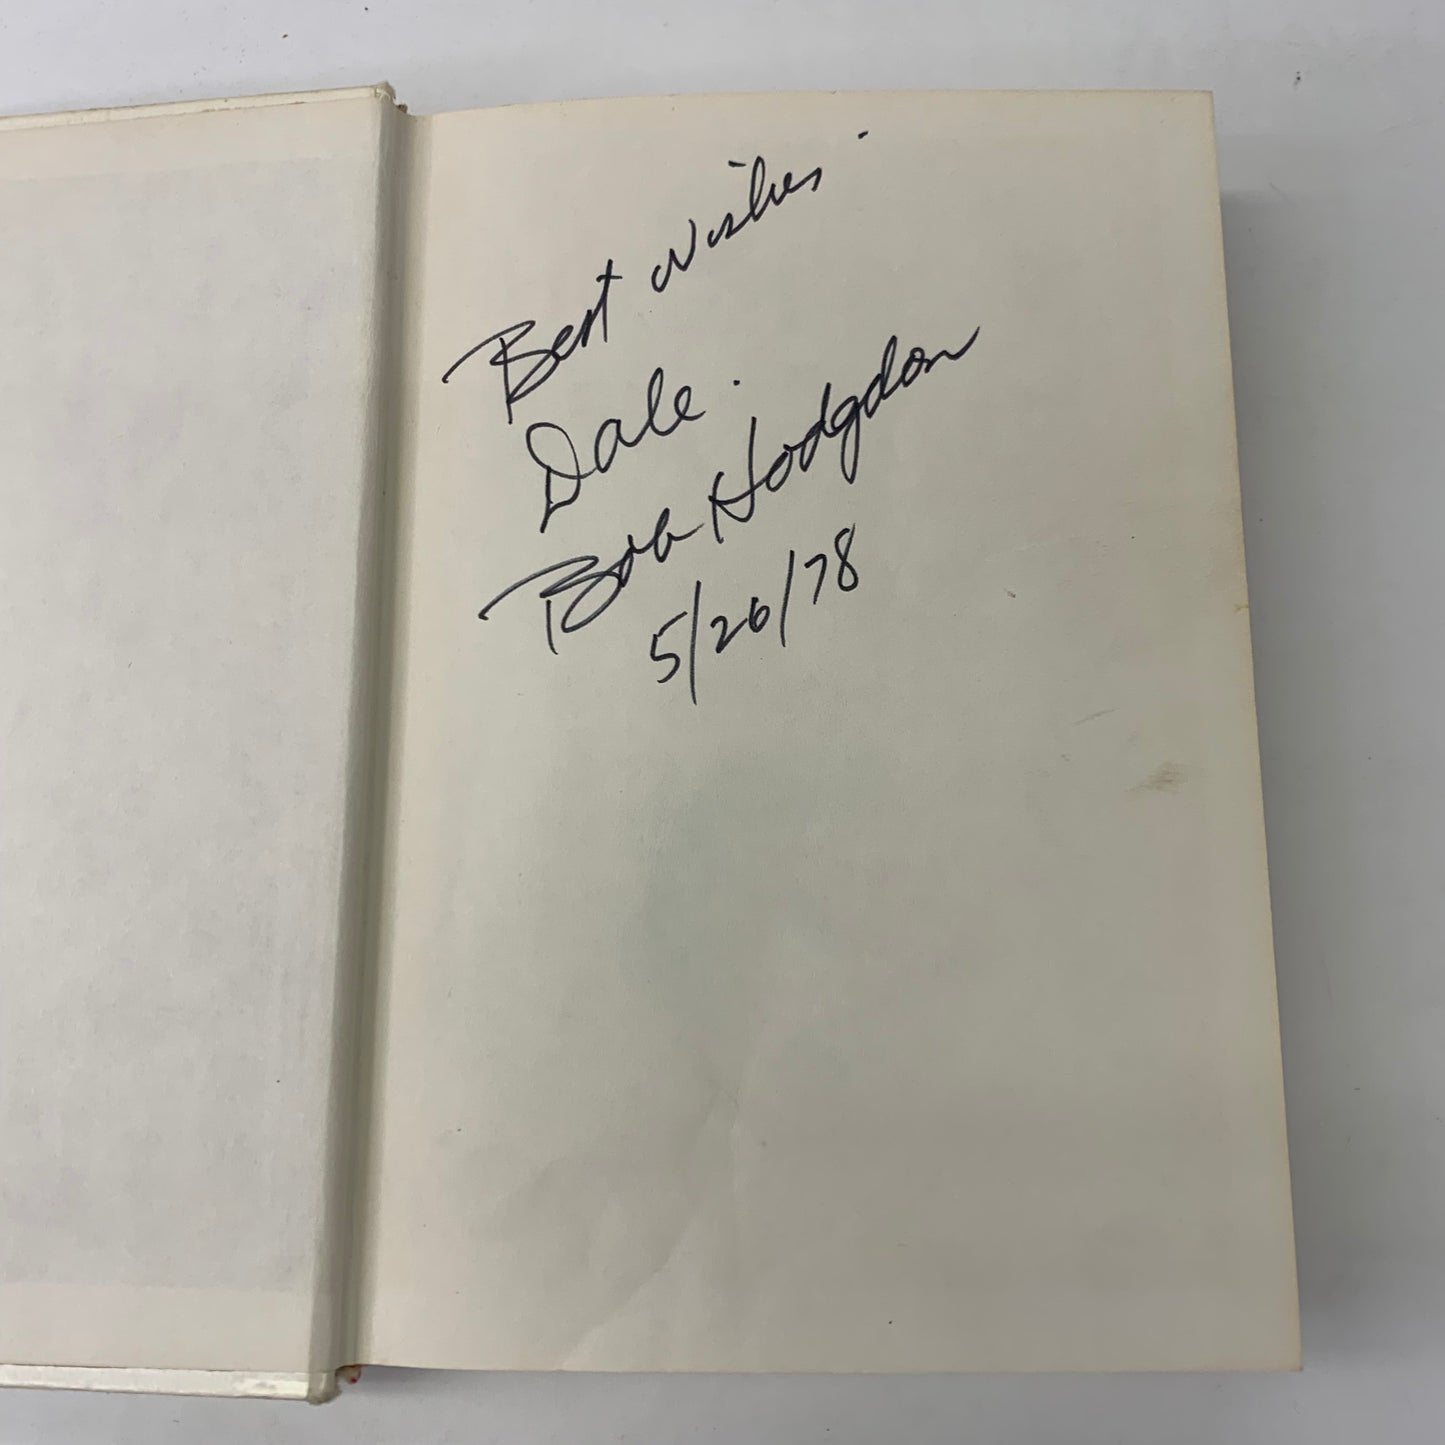 Best Wishes.
Dale.
Bob Hodgdon
5/26/78